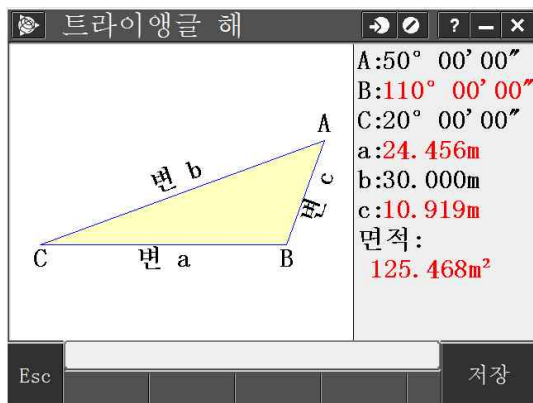 트라이앵글 해
? – ×
A:50° 00'00"
B:110° 00'00"
C:20° 00'00"
a:24.456m
b:30.000m
c:10.919m
면적:
125.468m²
A
변 b
변 c
C
변 a
B
Esc
저장